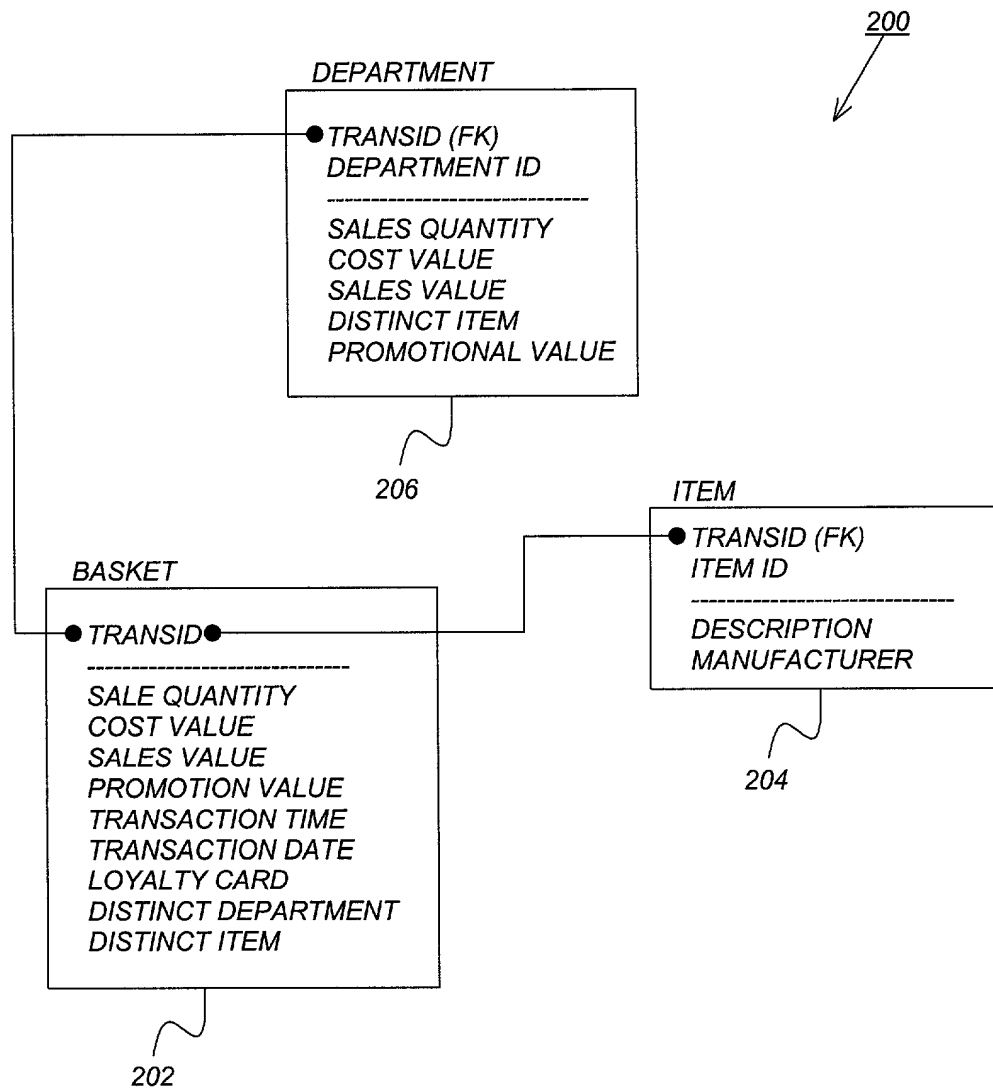 200
DEPARTMENT
TRANSID (FK)
DEPARTMENT ID
SALES QUANTITY
COST VALUE
SALES VALUE
DISTINCT ITEM
PROMOTIONAL VALUE
206
ITEM
TRANSID (FK)
ITEM ID
DESCRIPTION
MANUFACTURER
204
BASKET
TRANSID
SALE QUANTITY
COST VALUE
SALES VALUE
PROMOTION VALUE
TRANSACTION TIME
TRANSACTION DATE
LOYALTY CARD
DISTINCT DEPARTMENT
DISTINCT ITEM
202